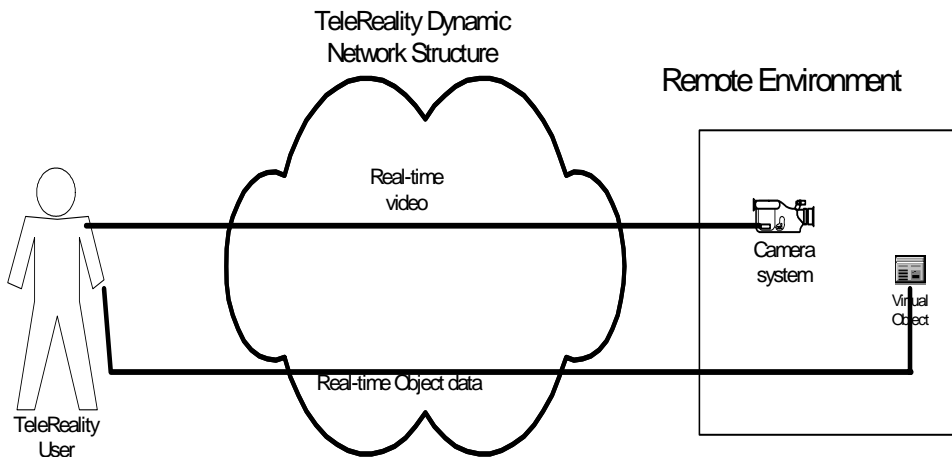 TeleReality Dynamic
Network Structure
Remote Environment
Real-time
video
Camera
system
Virtual
Object
Real-time Object data
TeleReality
User